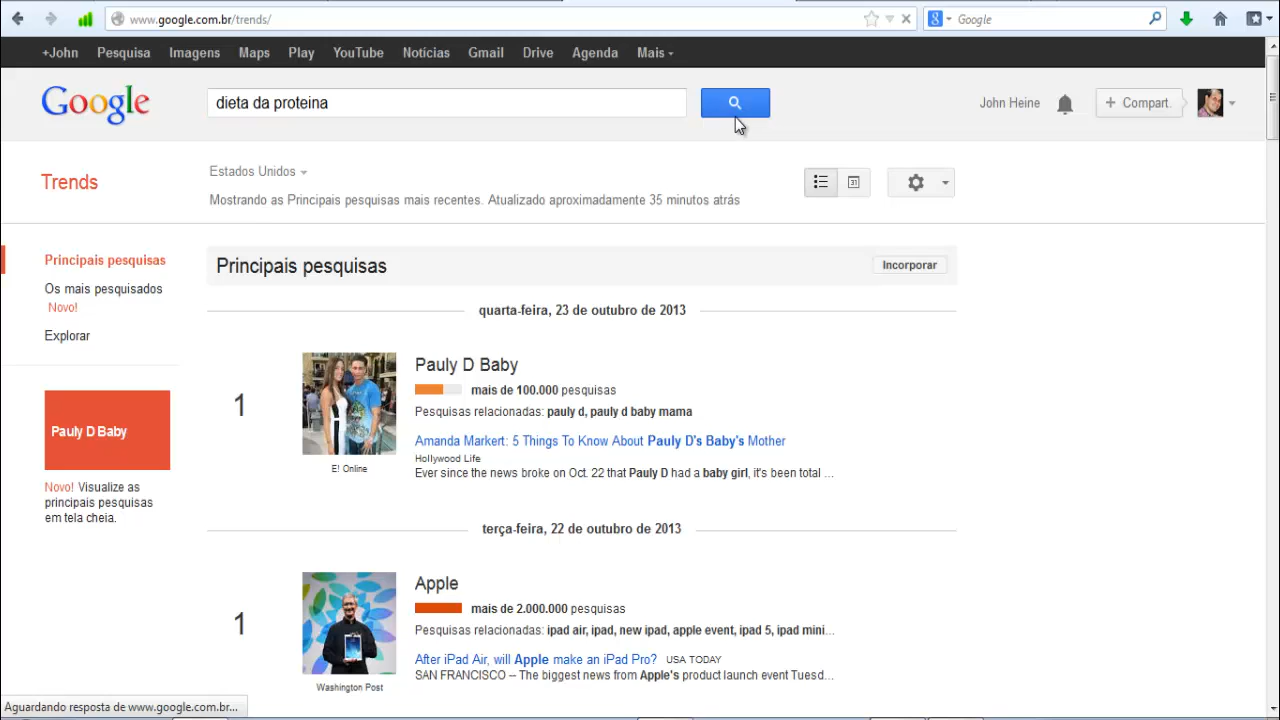 www.google.com.br/trends/
Google
+John Pesquisa Imagens Maps Play YouTube Notícias Gmail Drive Agenda Mais
Google
dieta da proteina
John Heine
+ Compart.
Trends
Estados Unidos
Mostrando as Principais pesquisas mais recentes. Atualizado aproximadamente 35 minutos atrás
31
Principais pesquisas
Os mais pesquisados
Novo!
Explorar
Pauly D Baby
Novo! Visualize as
principais pesquisas
em tela cheia.
Principais pesquisas
Incorporar
quarta-feira, 23 de outubro de 2013
1
E! Online
Pauly D Baby
mais de 100.000 pesquisas
Pesquisas relacionadas: pauly d, pauly d baby mama
Amanda Markert: 5 Things To Know About Pauly D's Baby's Mother
Hollywood Life
Ever since the news broke on Oct. 22 that Pauly D had a baby girl, it's been total ...
terça-feira, 22 de outubro de 2013
1
Washington Post
Apple
mais de 2.000.000 pesquisas
Pesquisas relacionadas: ipad air, ipad, new ipad, apple event, ipad 5, ipad mini...
After iPad Air, will Apple make an iPad Pro? USA TODAY
SAN FRANCISCO – The biggest news from Apple's product launch event Tuesd...
Aguardando resposta de www.google.com.br...